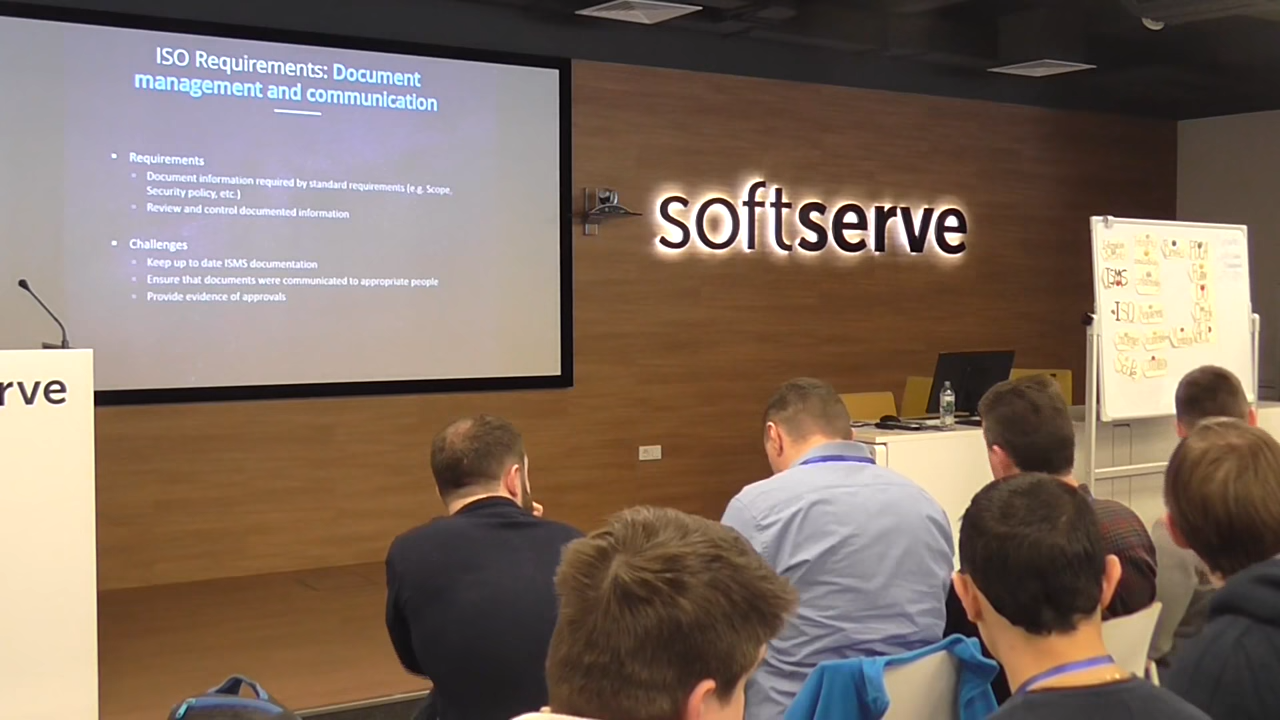 ISO Requirements: Document
management and communication
Requirements
Document information required by standard requirements (e.g. Scope,
Security policy, etc.)
Review and control documented information
Challenges
Keep up to date ISMS documentation
Ensure that documents were communicated to appropriate people
Provide evidence of approvals
softserve
rve
PDCA
ISMS
ISO